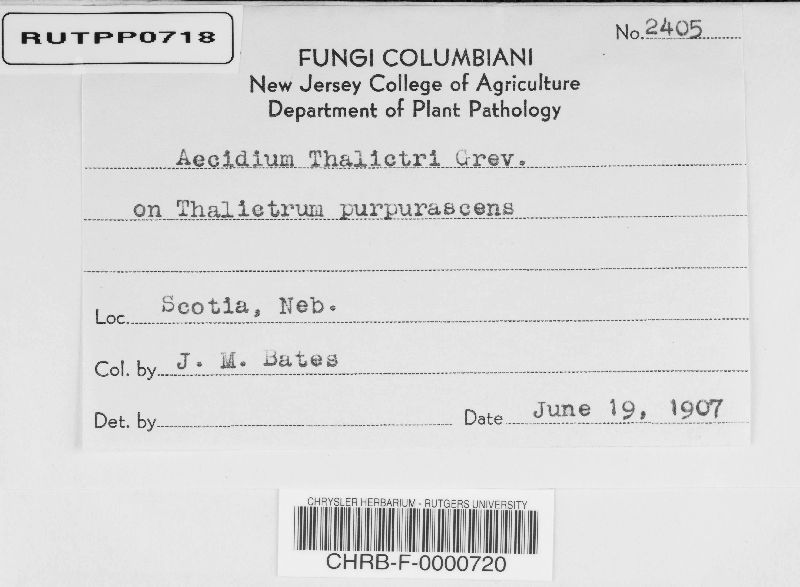 RUTPP0718
No. 2405
FUNGI COLUMBIANI
New Jersey College of Agriculture
Department of Plant Pathology
Aecidium Thalictri Grev.
on Thalictrum purpurascens
Loc. Scotia, Neb.
Col. by J. M. Bates
Det. by Date June 19, 1907
CHRYSLER HERBARIUM - RUTGERS UNIVERSITY
CHRB-F-0000720